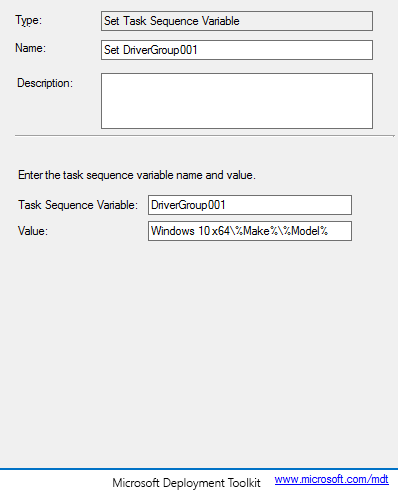 Type: Set Task Sequence Variable
Name: Set DriverGroup001
Description:
Enter the task sequence variable name and value.
Task Sequence Variable: DriverGroup001
Value: Windows 10 x64\%Make%\%Model%
Microsoft Deployment Toolkit www.microsoft.com/mdt